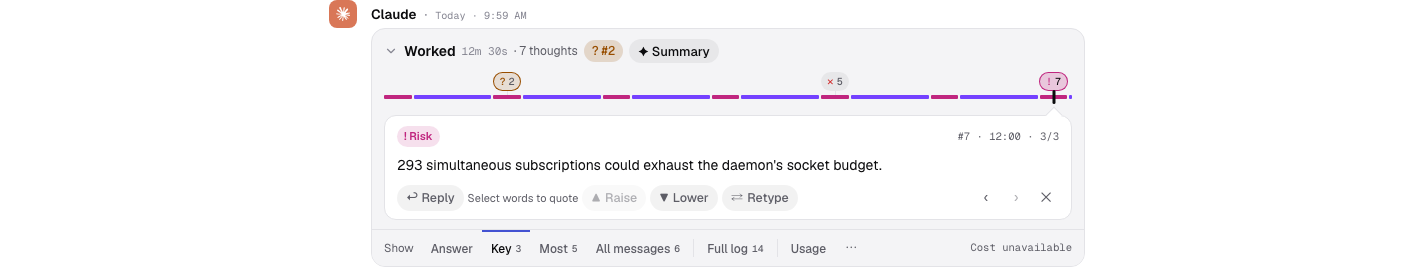 Claude · Today · 9:59 AM
Worked 12m 30s · 7 thoughts ? #2 ✦ Summary
? 2 × 5 ! 7
! Risk #7 · 12:00 · 3/3
293 simultaneous subscriptions could exhaust the daemon's socket budget.
↩ Reply Select words to quote ▲ Raise ▼ Lower ⇄ Retype ‹ › ×
Show Answer Key 3 Most 5 All messages 6 Full log 14 Usage ··· Cost unavailable